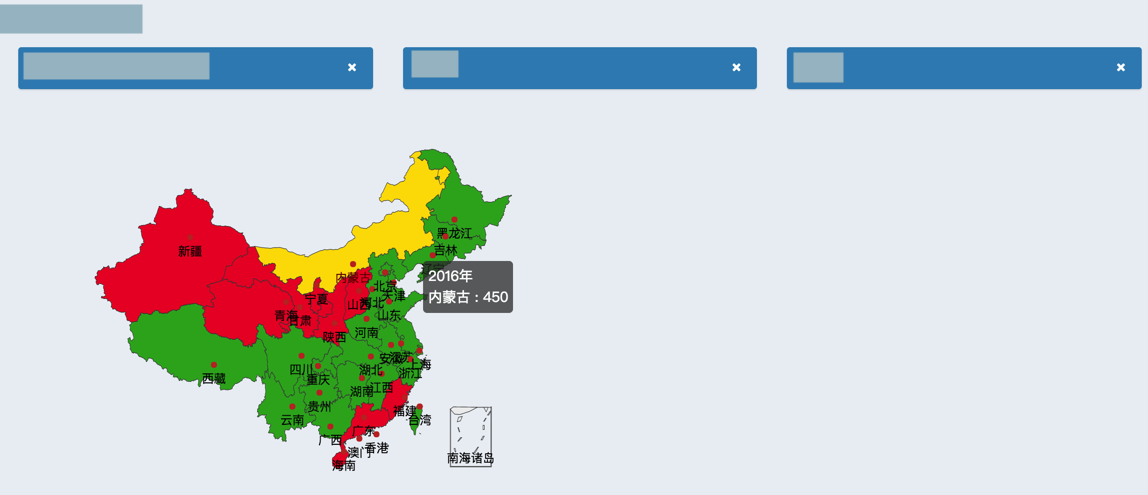 黑龙江
吉林
新疆
2016年
内蒙古
内蒙古 : 450
北京
天津
宁夏
山西
河北
青海
甘肃
山东
河南
陕西
安徽
江苏
上海
四川
湖北
浙江
西藏
重庆
湖南
江西
贵州
福建
云南
台湾
广东
广西
香港
澳门
南海诸岛
海南